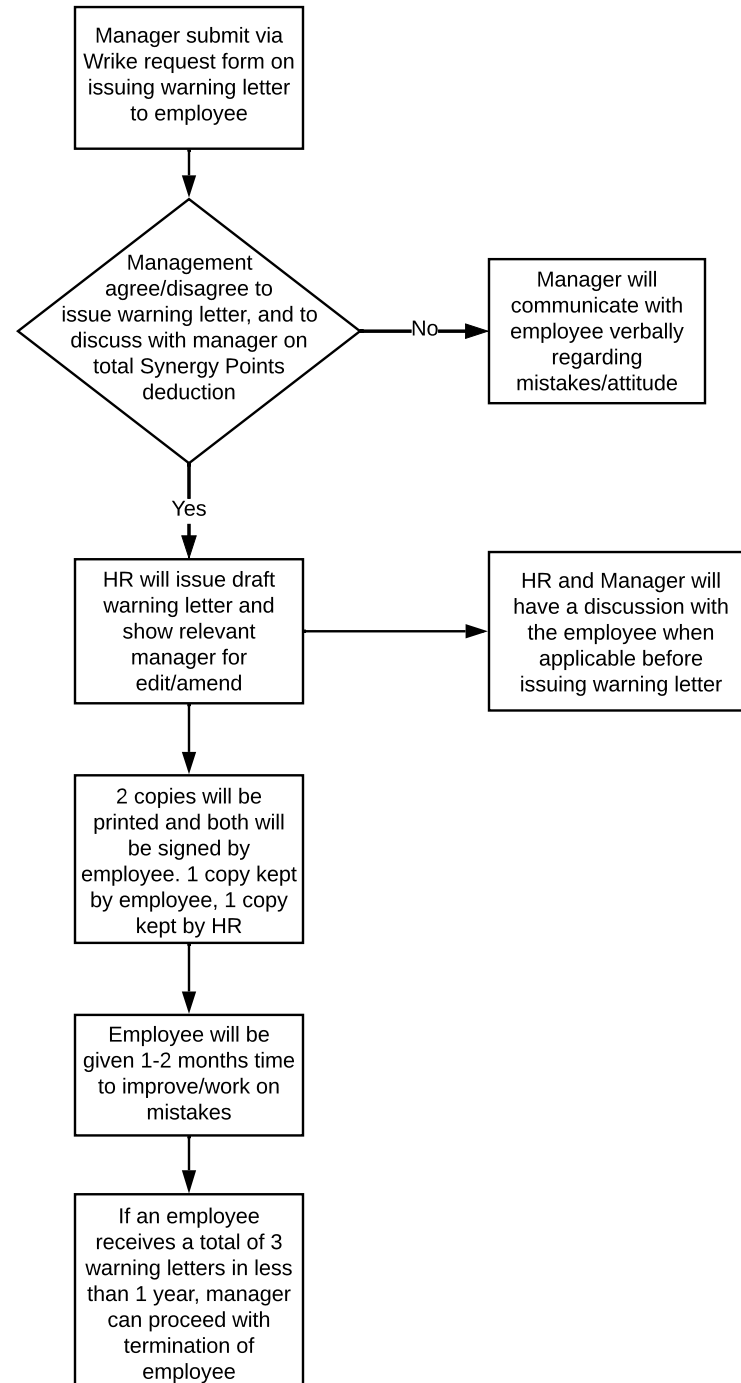 Manager submit via
Wrike request form on
issuing warning letter
to employee
Management
agree/disagree to
issue warning letter, and to
discuss with manager on
total Synergy Points
deduction
No
Manager will
communicate with
employee verbally
regarding
mistakes/attitude
Yes
HR will issue draft
warning letter and
show relevant
manager for
edit/amend
HR and Manager will
have a discussion with
the employee when
applicable before
issuing warning letter
2 copies will be
printed and both will
be signed by
employee. 1 copy kept
by employee, 1 copy
kept by HR
Employee will be
given 1-2 months time
to improve/work on
mistakes
If an employee
receives a total of 3
warning letters in less
than 1 year, manager
can proceed with
termination of
employee